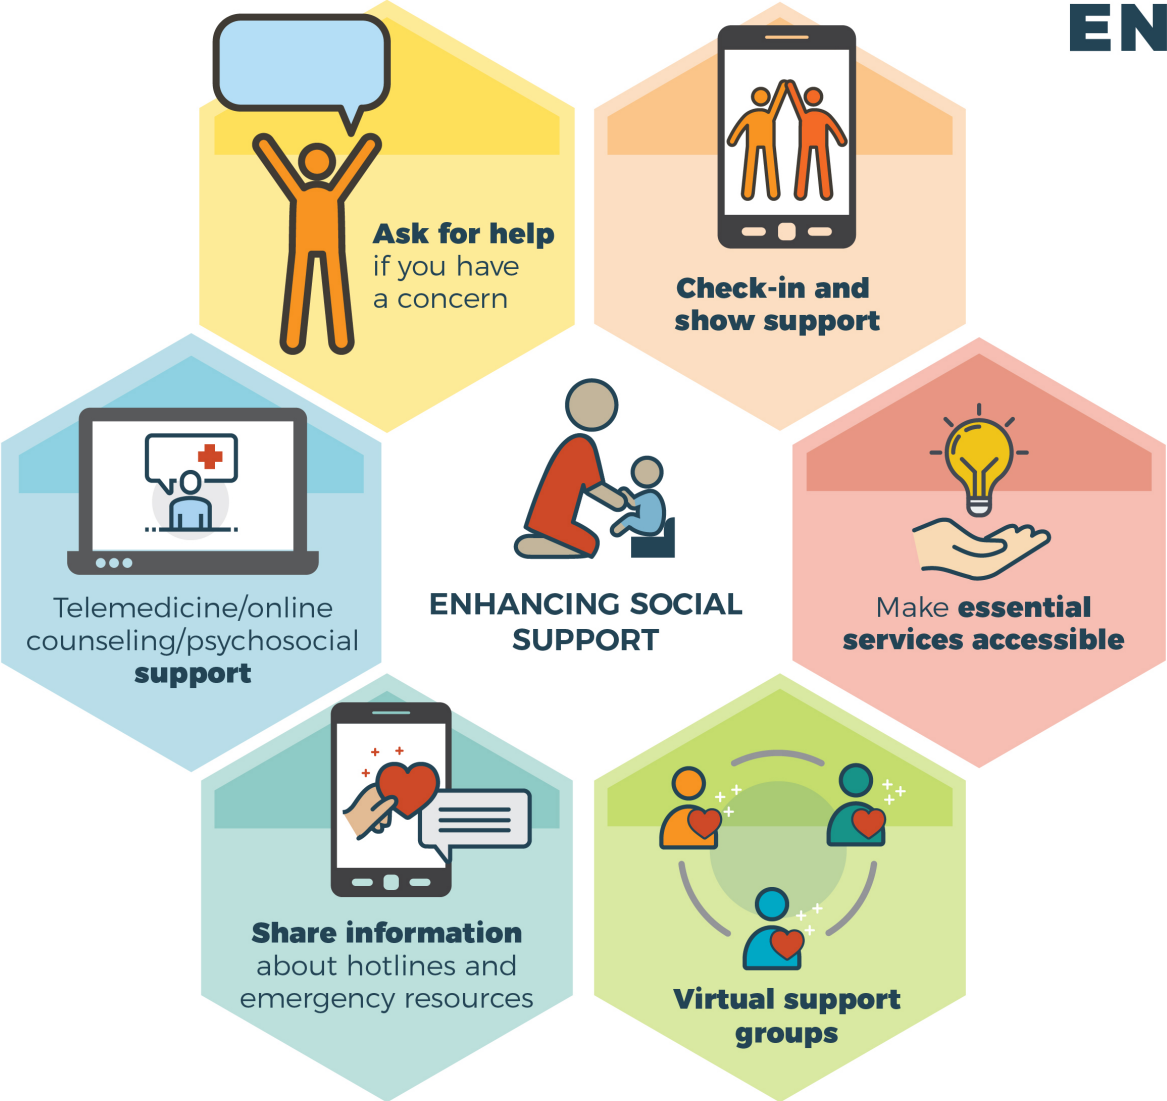 EN
Ask for help
if you have
a concern
Check-in and
show support
Telemedicine/online
counseling/psychosocial
support
ENHANCING SOCIAL
SUPPORT
Make essential
services accessible
Share information
about hotlines and
emergency resources
Virtual support
groups